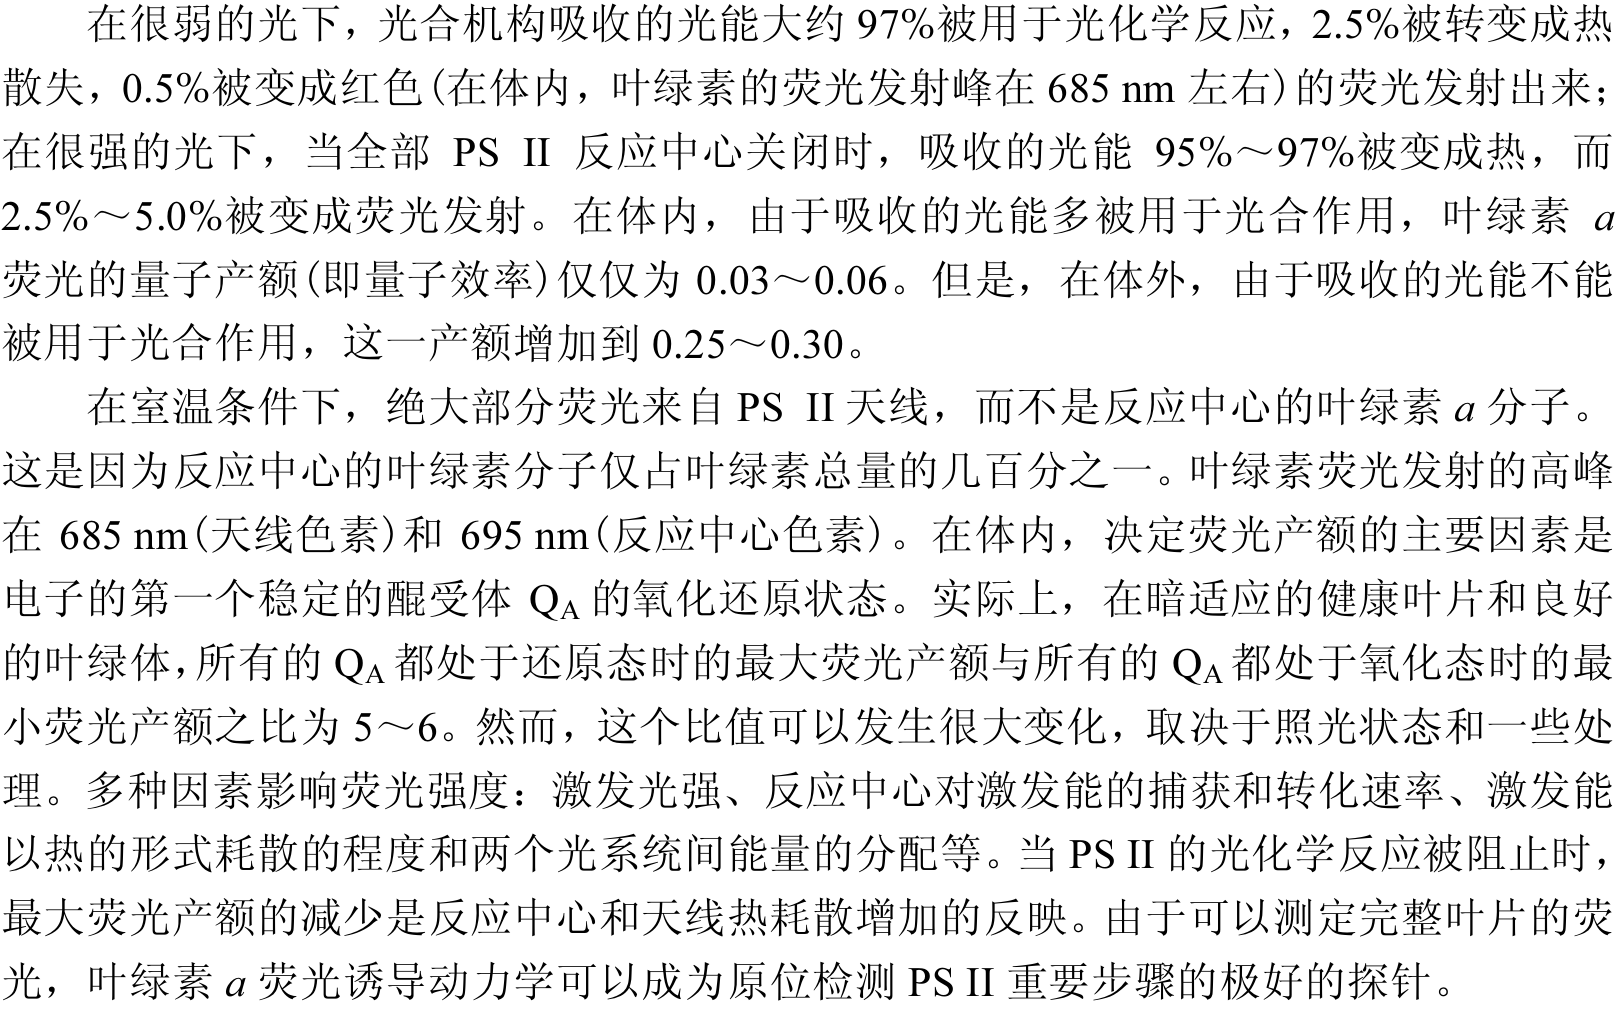 在很弱的光下，光合机构吸收的光能大约 97%被用于光化学反应，2.5%被转变成热
散失，0.5%被变成红色(在体内，叶绿素的荧光发射峰在 685 nm 左右)的荧光发射出来；
在很强的光下，当全部 PS II 反应中心关闭时，吸收的光能 95%～97%被变成热，而
2.5%～5.0%被变成荧光发射。在体内，由于吸收的光能多被用于光合作用，叶绿素 a
荧光的量子产额(即量子效率)仅仅为 0.03～0.06。但是，在体外，由于吸收的光能不能
被用于光合作用，这一产额增加到 0.25～0.30。
在室温条件下，绝大部分荧光来自 PS II 天线，而不是反应中心的叶绿素 a 分子。
这是因为反应中心的叶绿素分子仅占叶绿素总量的几百分之一。叶绿素荧光发射的高峰
在 685 nm(天线色素)和 695 nm(反应中心色素)。在体内，决定荧光产额的主要因素是
电子的第一个稳定的醌受体 QA 的氧化还原状态。实际上，在暗适应的健康叶片和良好
的叶绿体，所有的 QA 都处于还原态时的最大荧光产额与所有的 QA 都处于氧化态时的最
小荧光产额之比为 5～6。然而，这个比值可以发生很大变化，取决于照光状态和一些处
理。多种因素影响荧光强度：激发光强、反应中心对激发能的捕获和转化速率、激发能
以热的形式耗散的程度和两个光系统间能量的分配等。当 PS II 的光化学反应被阻止时，
最大荧光产额的减少是反应中心和天线热耗散增加的反映。由于可以测定完整叶片的荧
光，叶绿素 a 荧光诱导动力学可以成为原位检测 PS II 重要步骤的极好的探针。